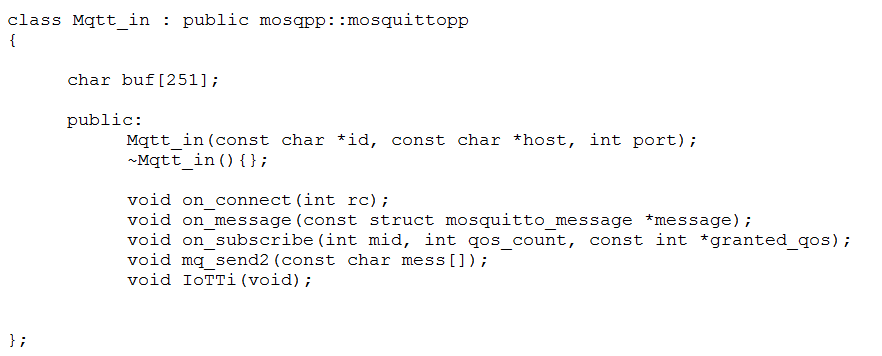 class Mqtt_in : public mosqpp::mosquittopp
{
char buf[251];
public:
Mqtt_in(const char *id, const char *host, int port);
~Mqtt_in(){};
void on_connect(int rc);
void on_message(const struct mosquitto_message *message);
void on_subscribe(int mid, int qos_count, const int *granted_qos);
void mq_send2(const char mess[]);
void IoTTi(void);
};